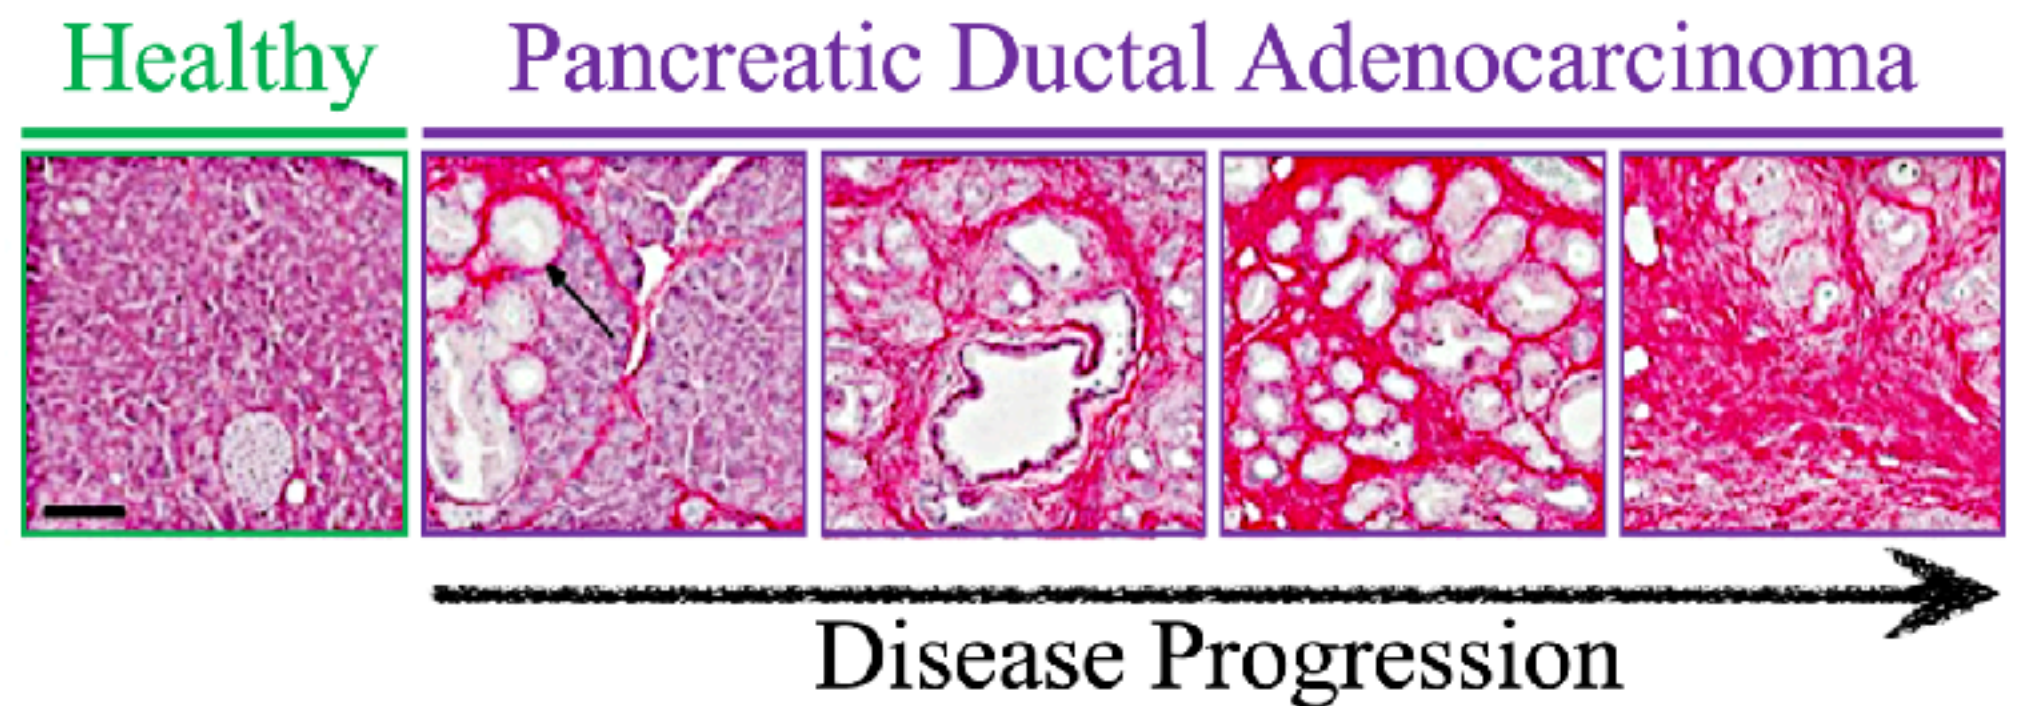 Healthy
Pancreatic Ductal Adenocarcinoma
Disease Progression